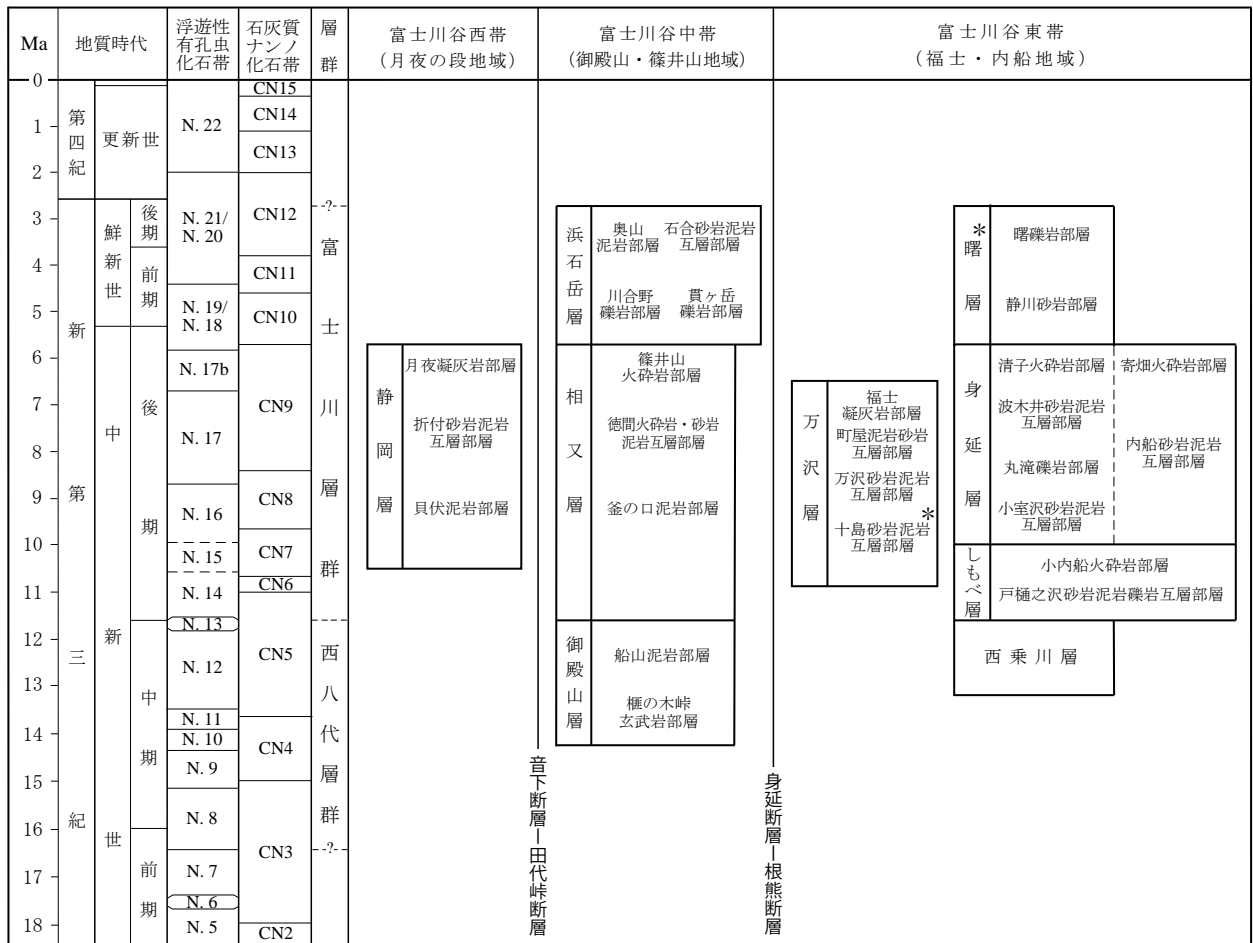 Ma
地質時代
浮遊性
有孔虫
化石帯
石灰質
ナンノ
化石帯
層群
富士川谷西帯
(月夜の段地域)
富士川谷中帯
(御殿山・篠井山地域)
富士川谷東帯
(福士・内船地域)
0
1
2
3
4
5
6
7
8
9
10
11
12
13
14
15
16
17
18
第四紀
新第三紀
更新世
鮮新世
中新世
後期
前期
後期
中期
前期
N. 22
N. 21/
N. 20
N. 19/
N. 18
N. 17b
N. 17
N. 16
N. 15
N. 14
N. 13
N. 12
N. 11
N. 10
N. 9
N. 8
N. 7
N. 6
N. 5
CN15
CN14
CN13
CN12
CN11
CN10
CN9
CN8
CN7
CN6
CN5
CN4
CN3
CN2
-?-
富士川層群
西八代層群
-?-
静岡層
月夜凝灰岩部層
折付砂岩泥岩
互層部層
貝伏泥岩部層
音下断層ー田代峠断層
浜石岳層
奥山
泥岩部層
石合砂岩泥岩
互層部層
川合野
礫岩部層
貫ヶ岳
礫岩部層
相又層
篠井山
火砕岩部層
徳間火砕岩・砂岩
泥岩互層部層
釜の口泥岩部層
御殿山層
船山泥岩部層
榧の木峠
玄武岩部層
身延断層ー根熊断層
万沢層
福士
凝灰岩部層
町屋泥岩砂岩
互層部層
万沢砂岩泥岩
互層部層
*
十島砂岩泥岩
互層部層
*
曙層
曙礫岩部層
静川砂岩部層
身延層
清子火砕岩部層
波木井砂岩泥岩
互層部層
丸滝礫岩部層
小室沢砂岩泥岩
互層部層
寄畑火砕岩部層
内船砂岩泥岩
互層部層
しもべ層
小内船火砕岩部層
戸樋之沢砂岩泥岩礫岩互層部層
西乗川層